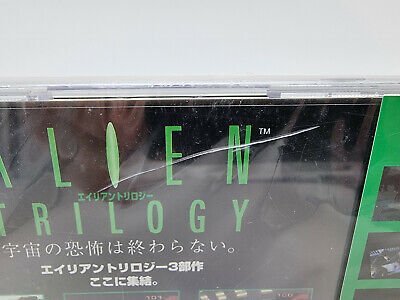 ALIEN™
エイリアントリロジー
TRILOGY
宇宙の恐怖は終わらない。
エイリアントリロジー3部作
ここに集結。